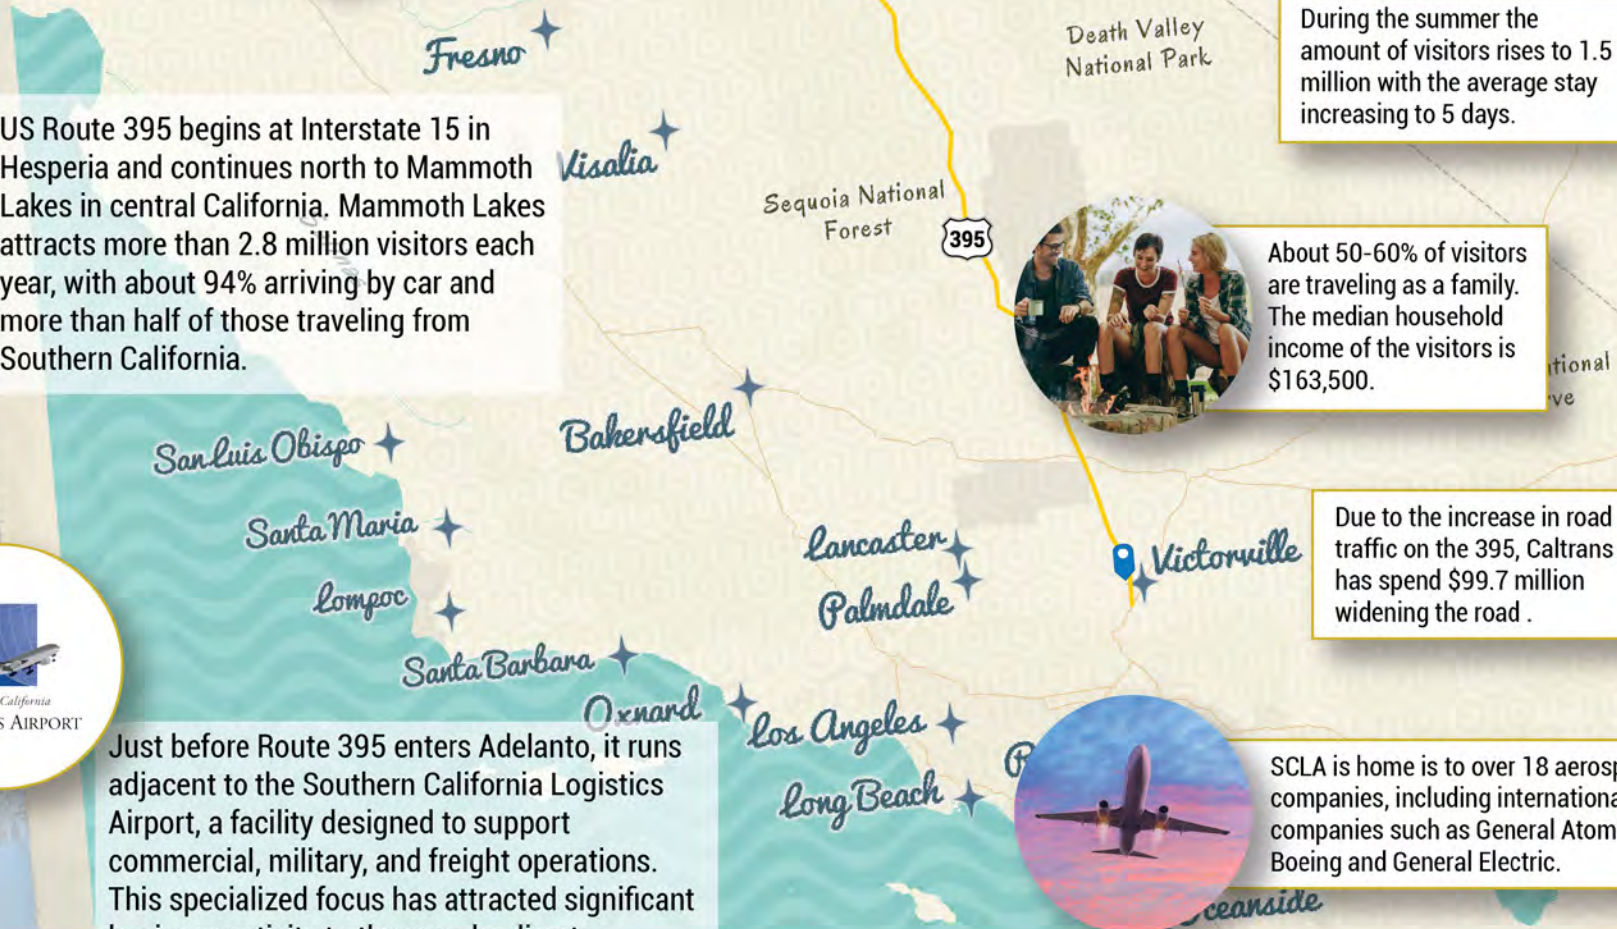 During the summer the
amount of visitors rises to 1.5
million with the average stay
increasing to 5 days.
Death Valley
National Park
Fresno
US Route 395 begins at Interstate 15 in
Hesperia and continues north to Mammoth
Lakes in central California. Mammoth Lakes
attracts more than 2.8 million visitors each
year, with about 94% arriving by car and
more than half of those traveling from
Southern California.
Visalia
Sequoia National
Forest
395
About 50-60% of visitors
are traveling as a family.
The median household
income of the visitors is
$163,500.
Bakersfield
San Luis Obispo
Santa Maria
Lompoc
Lancaster
Palmdale
Victorville
Due to the increase in road
traffic on the 395, Caltrans
has spend $99.7 million
widening the road .
Santa Barbara
Oxnard
Los Angeles
Long Beach
California
AIRPORT
Just before Route 395 enters Adelanto, it runs
adjacent to the Southern California Logistics
Airport, a facility designed to support
commercial, military, and freight operations.
This specialized focus has attracted significant
SCLA is home is to over 18
companies, including
companies such as General
Boeing and General Electric.